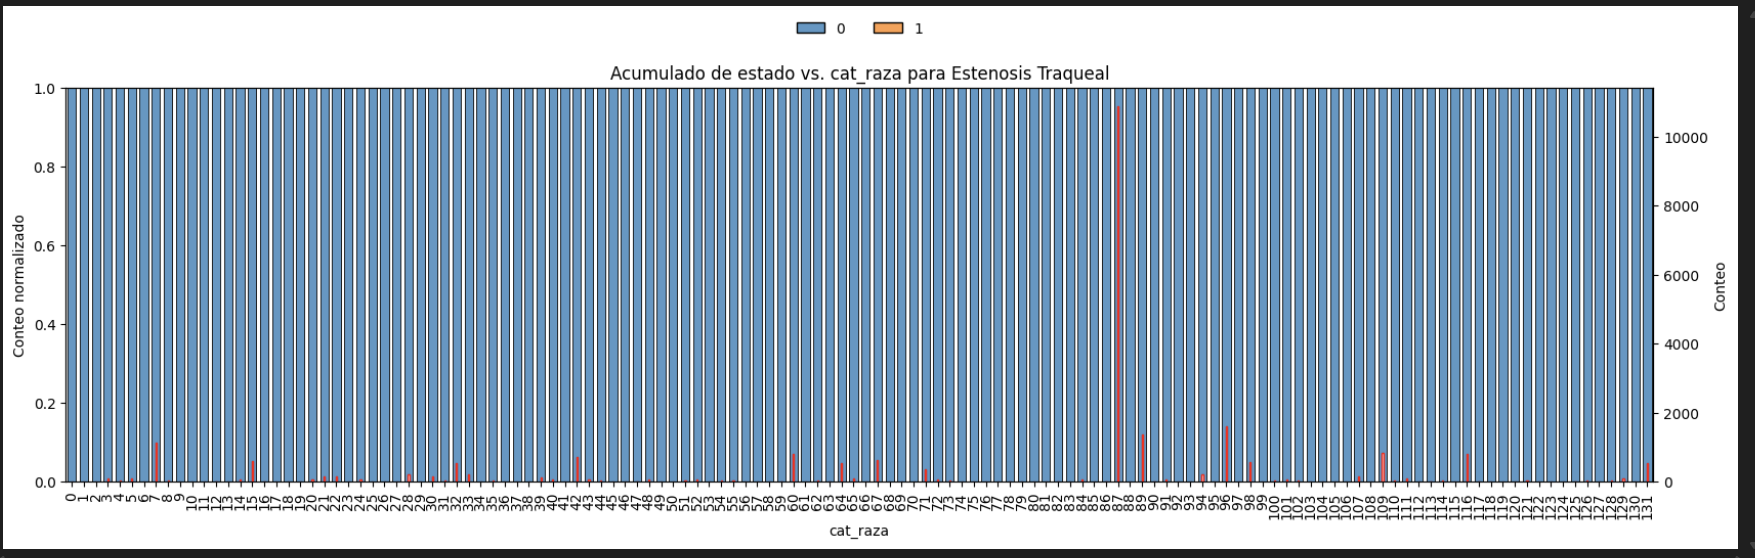 0 1
Acumulado de estado vs. cat_raza para Estenosis Traqueal
1.0
0.8
0.6
0.4
0.2
0.0
Conteo normalizado
10000
8000
6000
4000
2000
0
Conteo
0 1 2 3 4 5 6 7 8 9 10 11 12 13 14 15 16 17 18 19 20 21 22 23 24 25 26 27 28 29 30 31 32 33 34 35 36 37 38 39 40 41 42 43 44 45 46 47 48 49 50 51 52 53 54 55 56 57 58 59 60 61 62 63 64 65 66 67 68 69 70 71 72 73 74 75 76 77 78 79 80 81 82 83 84 85 86 87 88 89 90 91 92 93 94 95 96 97 98 99 100 101 102 103 104 105 106 107 108 109 110 111 112 113 114 115 116 117 118 119 120 121 122 123 124 125 126 127 128 129 130 131
cat_raza